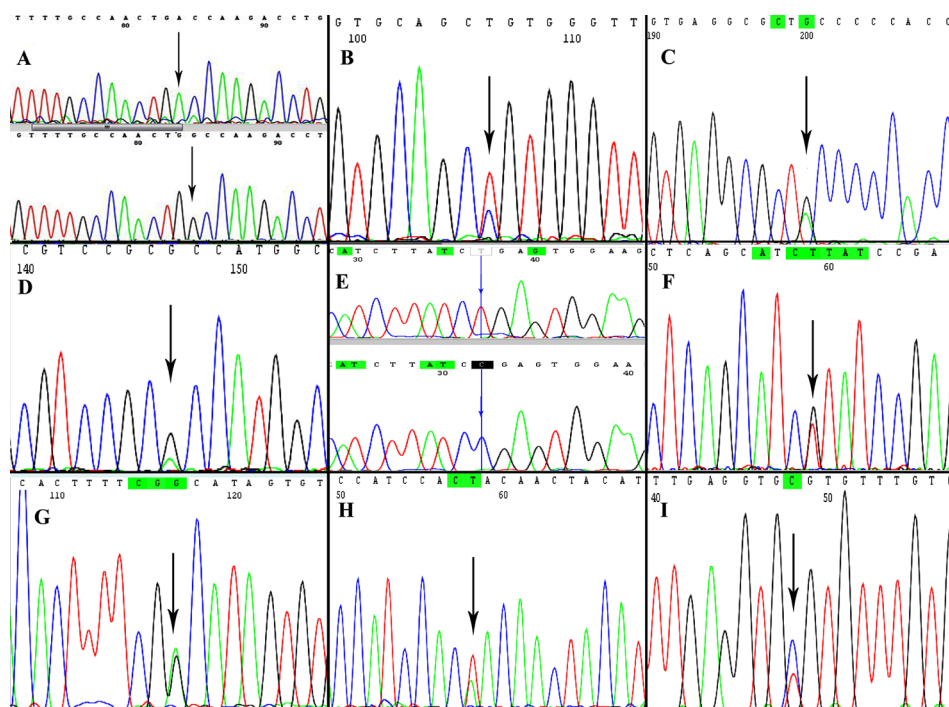 T T T T G C C A A C T G A C C A A G A C C T G
80 90
A
G T T T T G C C A A C T G G C C A A G A C C T
80 90
G T G C A G C T G T G G G T T
100 110
B
G T G A G G C G C T G C C C C C A C C
190 200
C
C G T C C G C C C A T G G C
140 150
D
C A T C T T A T C T G A G T G G A A G
30 40
E
C A T C T T A T C C G A G T G G A A
30 40
C T C A G C A T C T T A T C C G A
50 60
F
C C T T T T C G G C A T A G T G T
110 120
G
C C A T C C A C T A C A A C T A C A T
50 60
H
T T G A G G T G C G T G T T T G T G
40 50
I